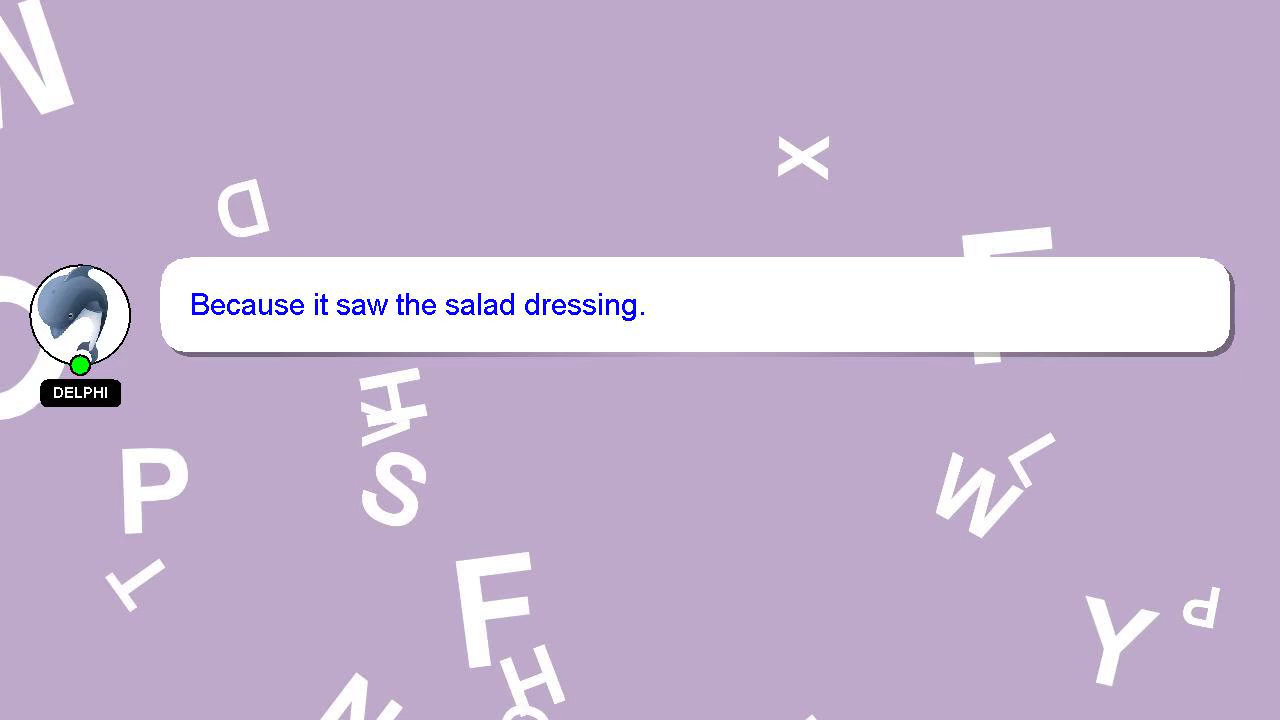 Because it saw the salad dressing.
DELPHI
N
D
X
L
H
S
P
W
L
T
F
Y
P
H
N